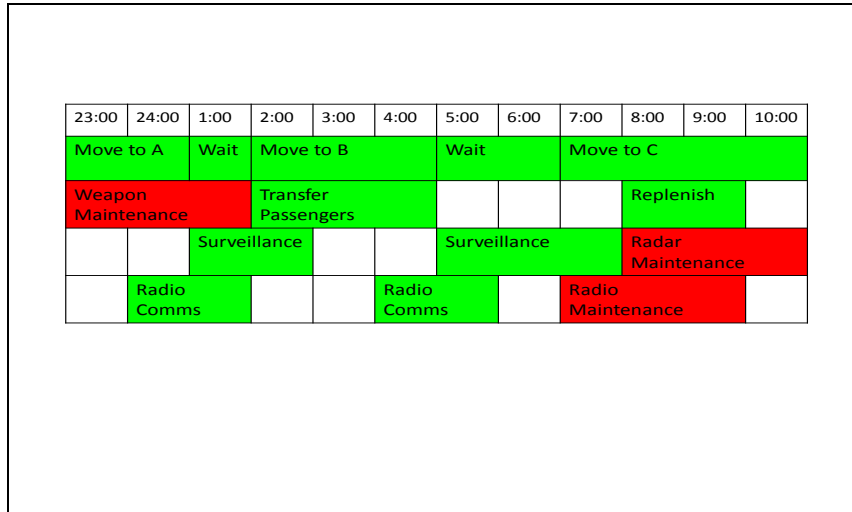 23:00 24:00 1:00 2:00 3:00 4:00 5:00 6:00 7:00 8:00 9:00 10:00
Move to A Wait Move to B Wait Move to C
Weapon Transfer Replenish
Maintenance Passengers
Surveillance Surveillance Radar
Maintenance
Radio Radio Radio
Comms Comms Maintenance